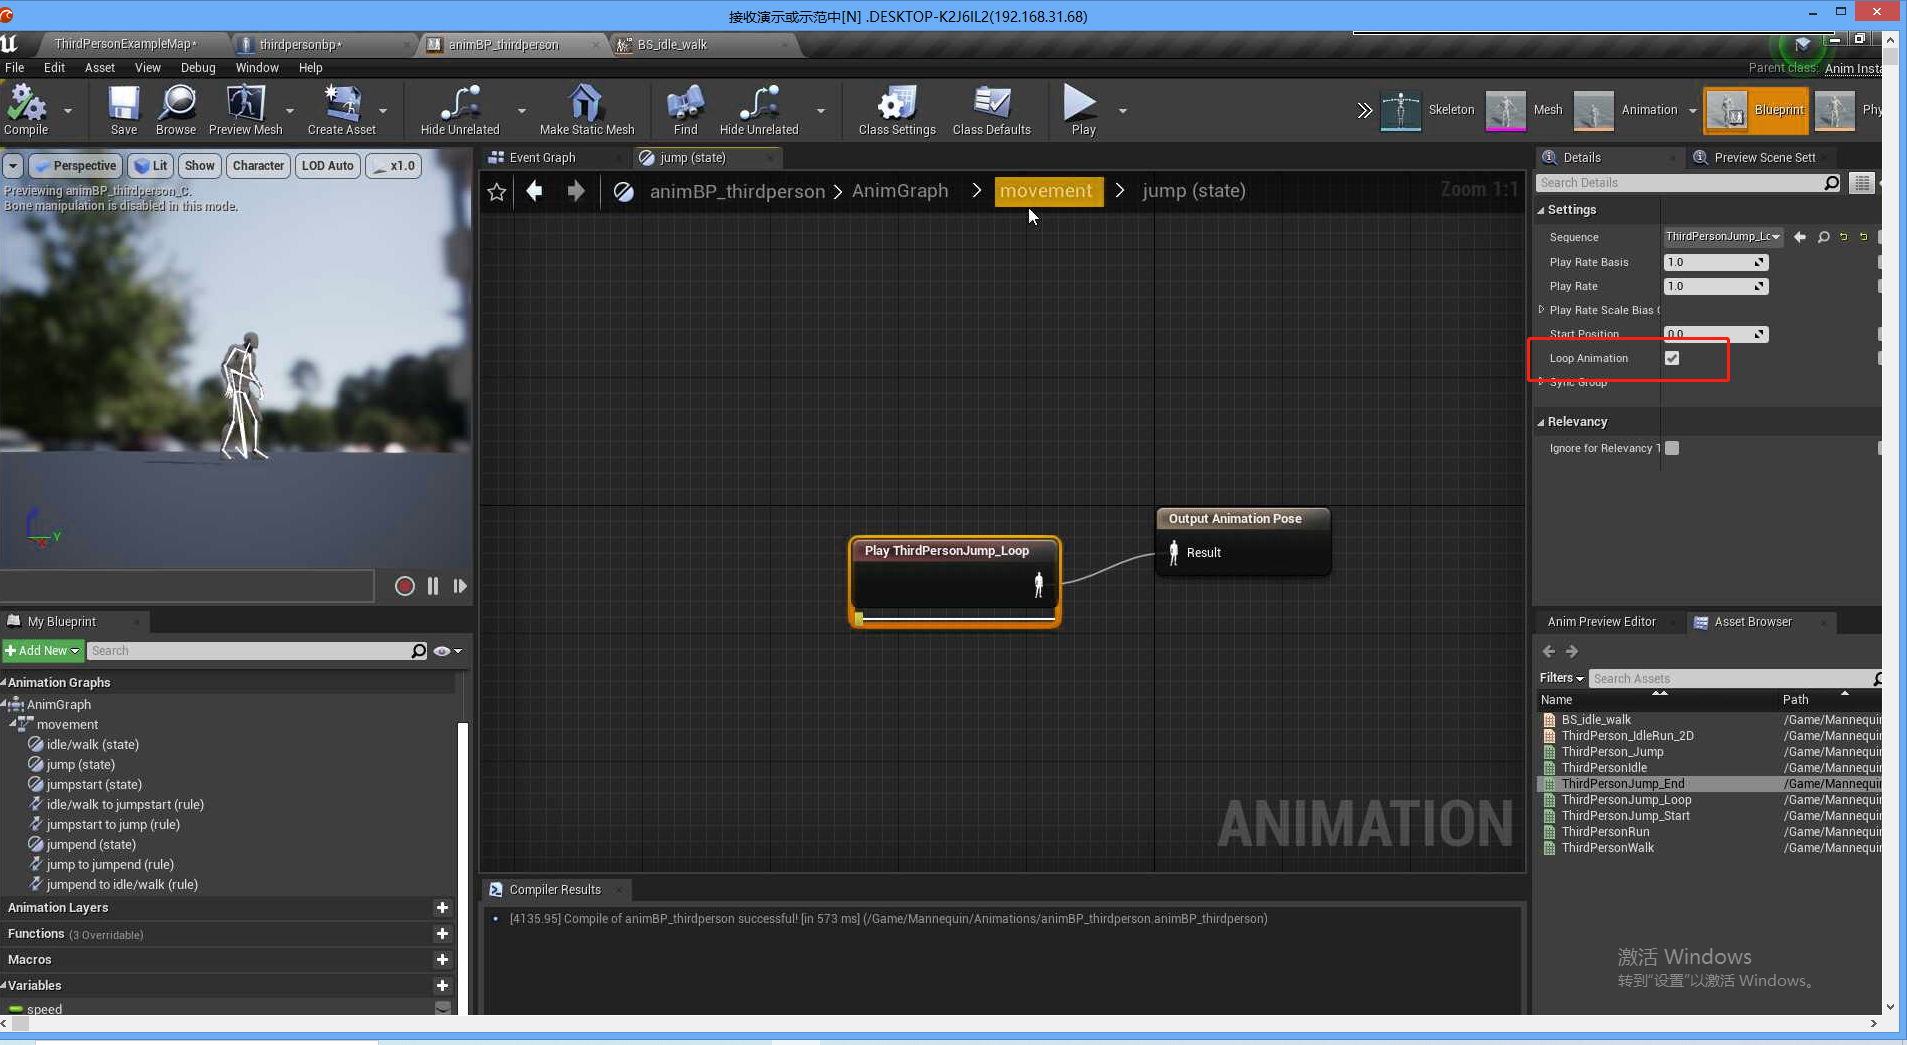 接收演示或示范中[N] .DESKTOP-K2J6IL2(192.168.31.68)
ThirdPersonExampleMap*
thirdpersonbp*
animBP_thirdperson
BS_idle_walk
File Edit Asset View Debug Window Help
Parent class: Anim Insta
Compile
Save
Browse
Preview Mesh
Create Asset
Hide Unrelated
Make Static Mesh
Find
Hide Unrelated
Class Settings
Class Defaults
Play
Skeleton
Mesh
Animation
Blueprint
Phy
Perspective
Lit
Show
Character
LOD Auto
x1.0
Previewing animBP_thirdperson_C.
Bone manipulation is disabled in this mode.
Y
My Blueprint
Add New
Search
Animation Graphs
AnimGraph
movement
idle/walk (state)
jump (state)
jumpstart (state)
idle/walk to jumpstart (rule)
jumpstart to jump (rule)
jumpend (state)
jump to jumpend (rule)
jumpend to idle/walk (rule)
Animation Layers
Functions (3 Overridable)
Macros
Variables
speed
Event Graph
jump (state)
animBP_thirdperson > AnimGraph > movement > jump (state)
Zoom 1:1
Play ThirdPersonJump_Loop
Output Animation Pose
Result
ANIMATION
Compiler Results
[4135.95] Compile of animBP_thirdperson successful! [in 573 ms] (/Game/Mannequin/Animations/animBP_thirdperson.animBP_thirdperson)
Details
Preview Scene Sett
Search Details
Settings
Sequence ThirdPersonJump_Lc
Play Rate Basis 1.0
Play Rate 1.0
Play Rate Scale Bias C
Start Position 0.0
Loop Animation
Sync Group
Relevancy
Ignore for Relevancy T
Anim Preview Editor
Asset Browser
Filters
Search Assets
Name Path
BS_idle_walk /Game/Mannequin
ThirdPerson_IdleRun_2D /Game/Mannequin
ThirdPerson_Jump /Game/Mannequin
ThirdPersonIdle /Game/Mannequin
ThirdPersonJump_End /Game/Mannequin
ThirdPersonJump_Loop /Game/Mannequin
ThirdPersonJump_Start /Game/Mannequin
ThirdPersonRun /Game/Mannequin
ThirdPersonWalk /Game/Mannequin
激活 Windows
转到"设置"以激活 Windows。